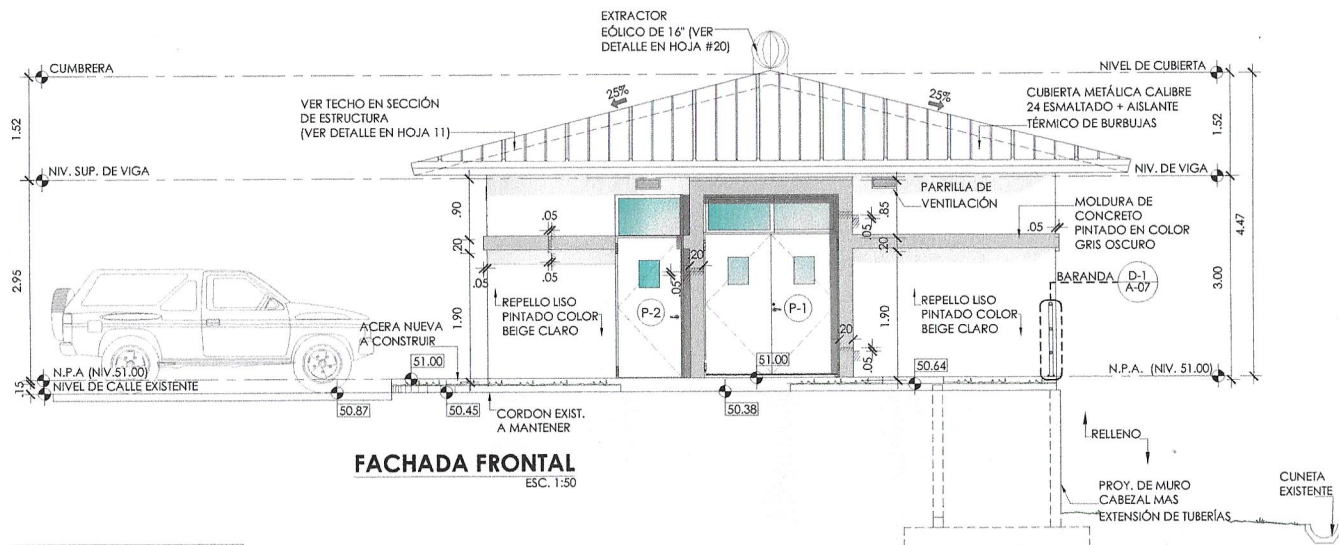 EXTRACTOR
EÓLICO DE 16" (VER
DETALLE EN HOJA #20)
CUMBRERA
NIVEL DE CUBIERTA
25%
25%
VER TECHO EN SECCIÓN
DE ESTRUCTURA
(VER DETALLE EN HOJA 11)
CUBIERTA METÁLICA CALIBRE
24 ESMALTADO + AISLANTE
TÉRMICO DE BURBUJAS
1.52
1.52
NIV. SUP. DE VIGA
NIV. DE VIGA
PARRILLA DE
VENTILACIÓN
MOLDURA DE
CONCRETO
PINTADO EN COLOR
GRIS OSCURO
.90
.05
.05
.85
.05
4.47
.20
.20
.05
.05
.20
.05
2.95
3.00
BARANDA
D-1
A-07
REPELLO LISO
PINTADO COLOR
BEIGE CLARO
P-2
P-1
REPELLO LISO
PINTADO COLOR
BEIGE CLARO
1.90
1.90
.20
.05
ACERA NUEVA
A CONSTRUIR
51.00
51.00
50.64
N.P.A (NIV.51.00)
N.P.A. (NIV. 51.00)
.15
NIVEL DE CALLE EXISTENTE
50.87
50.45
CORDON EXIST.
A MANTENER
50.38
RELLENO
FACHADA FRONTAL
ESC. 1:50
PROY. DE MURO
CABEZAL MAS
EXTENSIÓN DE TUBERÍAS
CUNETA
EXISTENTE